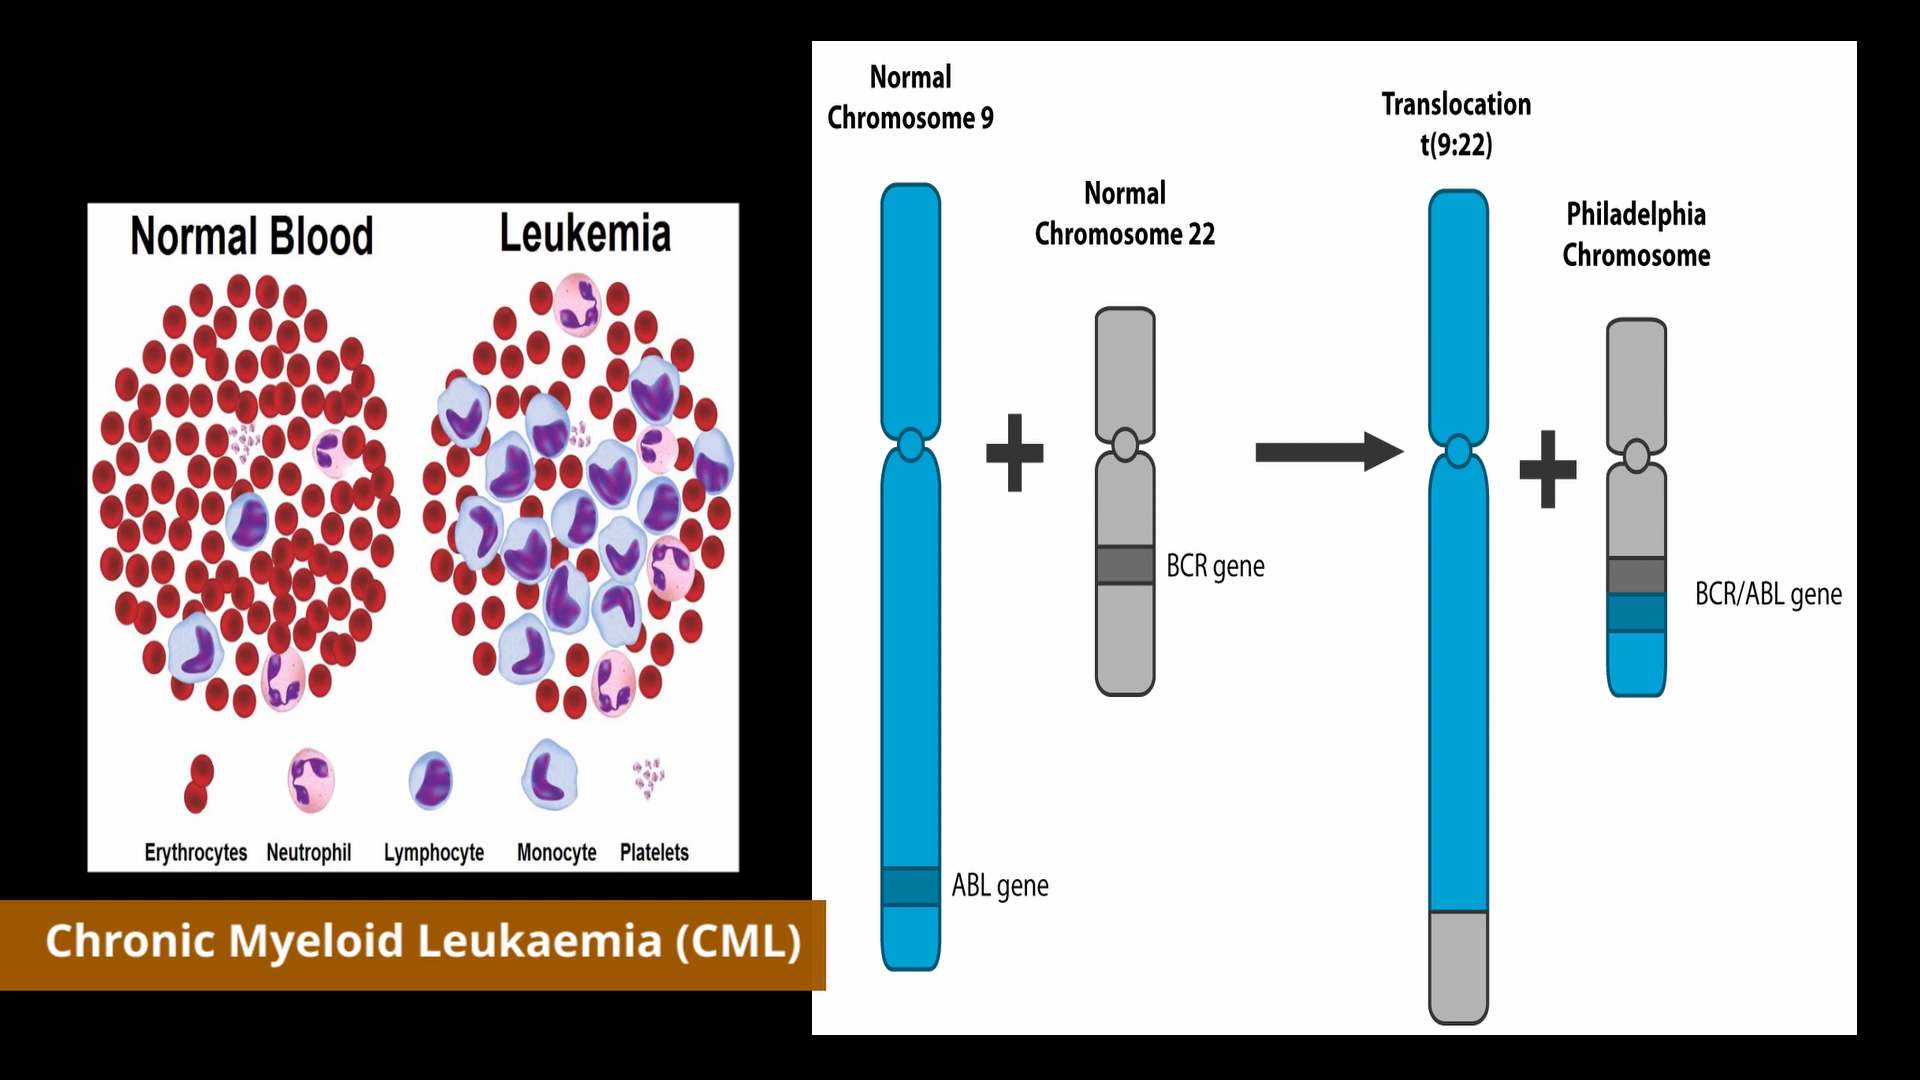 Normal Blood
Leukemia
Erythrocytes
Neutrophil
Lymphocyte
Monocyte
Platelets
Chronic Myeloid Leukaemia (CML)
Normal
Chromosome 9
Normal
Chromosome 22
BCR gene
ABL gene
Translocation
t(9:22)
Philadelphia
Chromosome
BCR/ABL gene